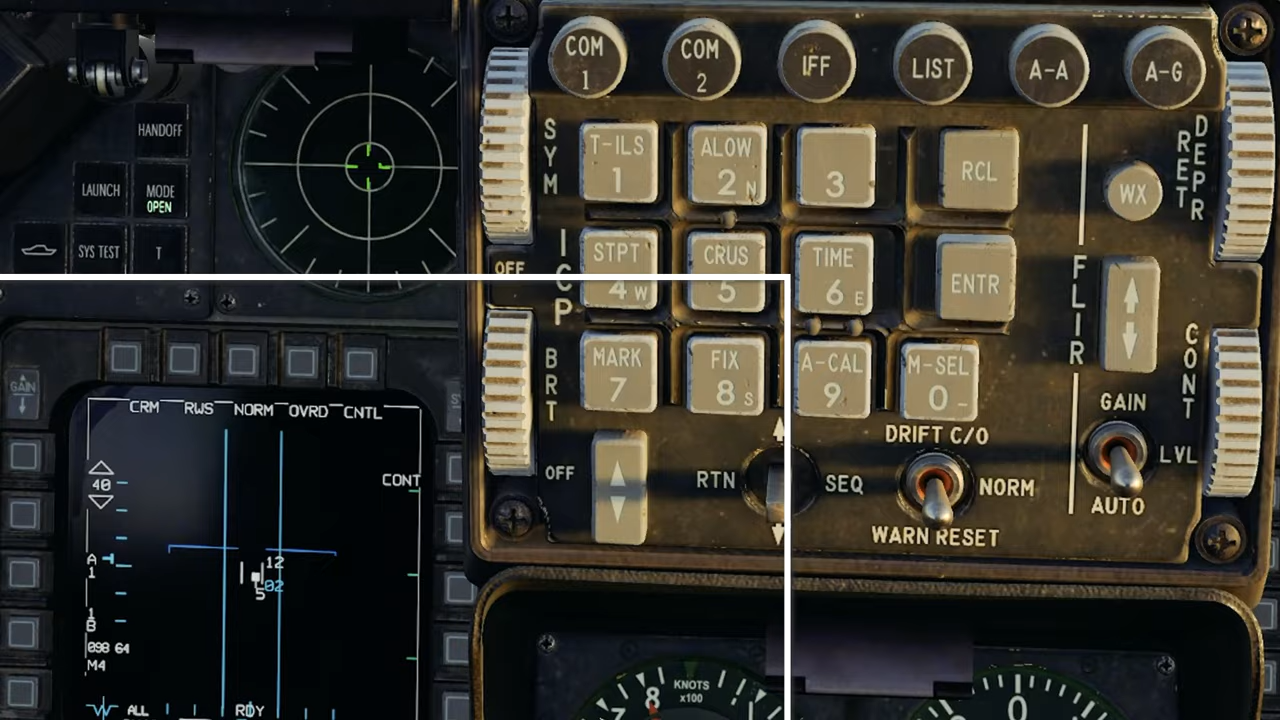 COM 1
COM 2
IFF
LIST
A-A
A-G
HANDOFF
LAUNCH
MODE
OPEN
SYS TEST
T
SYM
T-ILS
1
ALOW
2 N
3
RCL
WX
DEPR
RET
ICP
OFF
STPT
4 W
CRUS
5
TIME
6 E
ENTR
FLIR
BRT
MARK
7
FIX
8 S
A-CAL
9
M-SEL
0 -
CONT
GAIN
LVL
AUTO
OFF
RTN
SEQ
DRIFT C/O
NORM
WARN RESET
GAIN
CRM RWS NORM OVRD CNTL
40
CONT
A
1
12
02
5
1
B
098 64
M4
ALL
RDY
8
7
KNOTS
x100
0